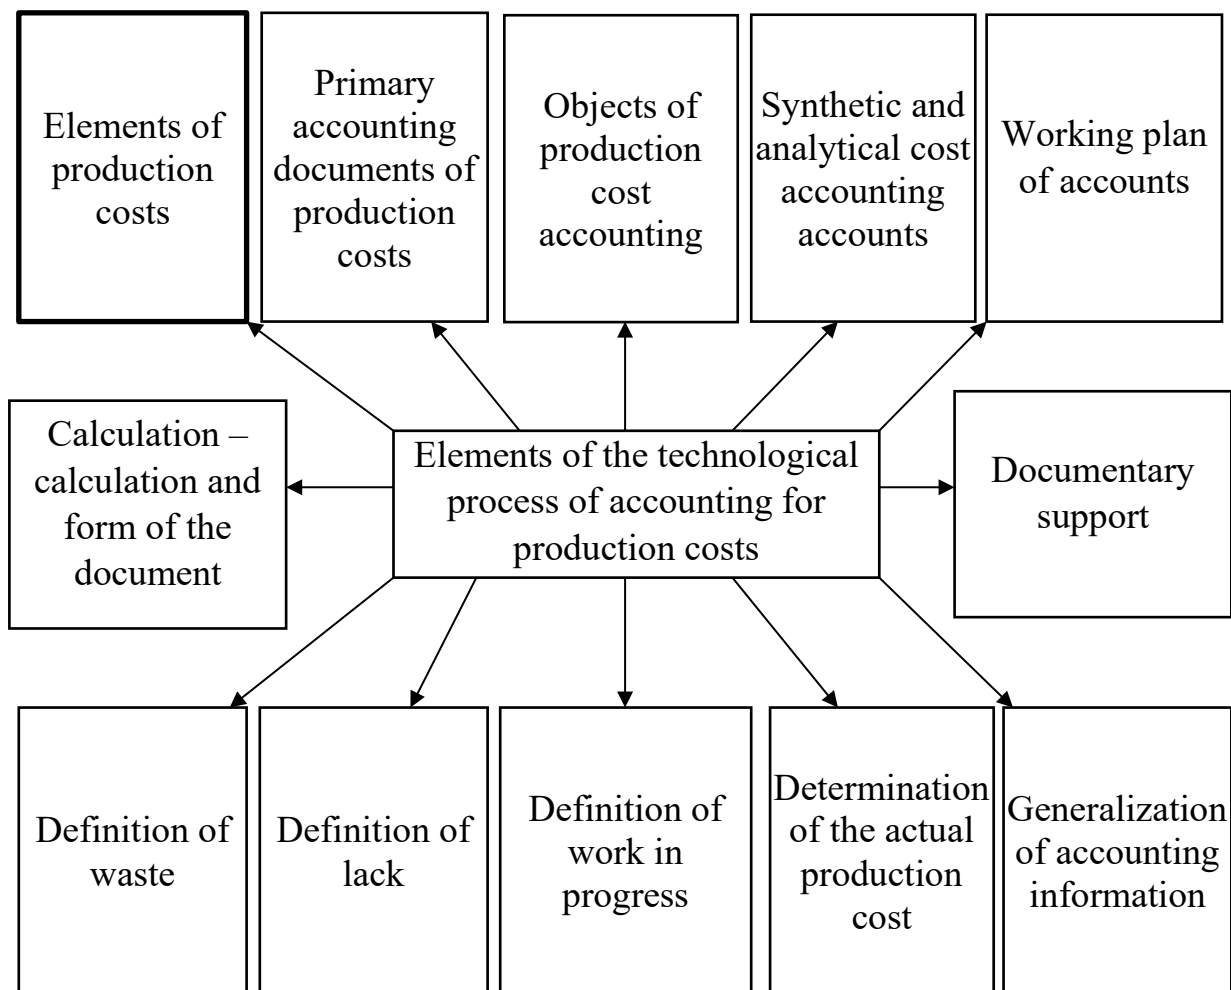 Elements of
production
costs
Primary
accounting
documents of
production
costs
Objects of
production
cost
accounting
Synthetic and
analytical cost
accounting
accounts
Working plan
of accounts
Calculation –
calculation and
form of the
document
Elements of the technological
process of accounting for
production costs
Documentary
support
Definition of
waste
Definition of
lack
Definition of
work in
progress
Determination
of the actual
production
cost
Generalization
of accounting
information